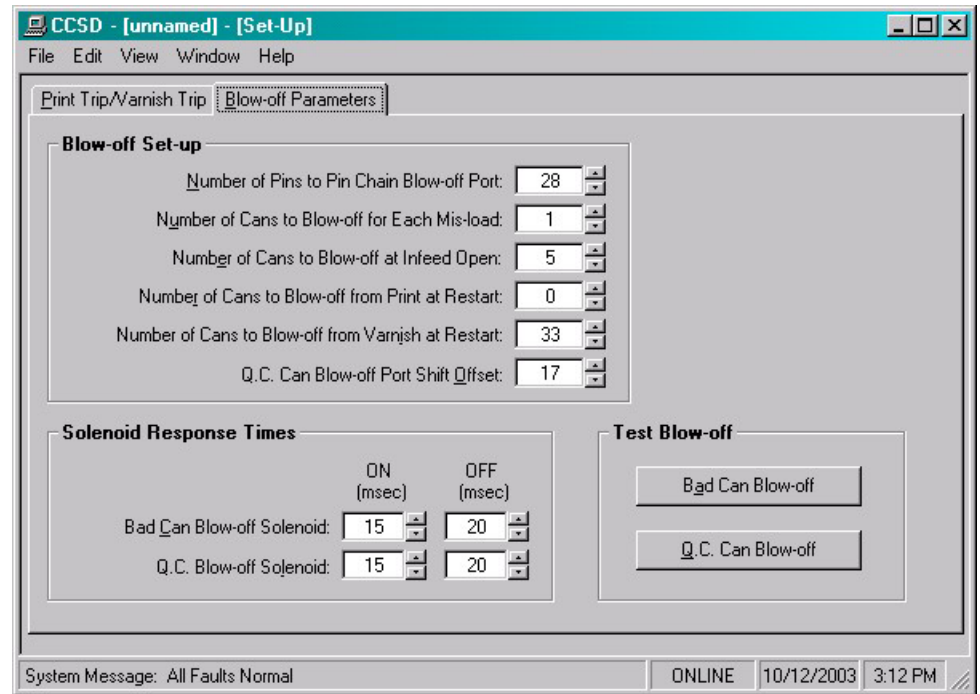 CCSD - [unnamed] - [Set-Up]
File Edit View Window Help
Print Trip/Varnish Trip Blow-off Parameters
Blow-off Set-up
Number of Pins to Pin Chain Blow-off Port: 28
Number of Cans to Blow-off for Each Mis-load: 1
Number of Cans to Blow-off at Infeed Open: 5
Number of Cans to Blow-off from Print at Restart: 0
Number of Cans to Blow-off from Varnish at Restart: 33
Q.C. Can Blow-off Port Shift Offset: 17
Solenoid Response Times
ON OFF
(msec) (msec)
Bad Can Blow-off Solenoid: 15 20
Q.C. Blow-off Solenoid: 15 20
Test Blow-off
Bad Can Blow-off
Q.C. Can Blow-off
System Message: All Faults Normal ONLINE 10/12/2003 3:12 PM